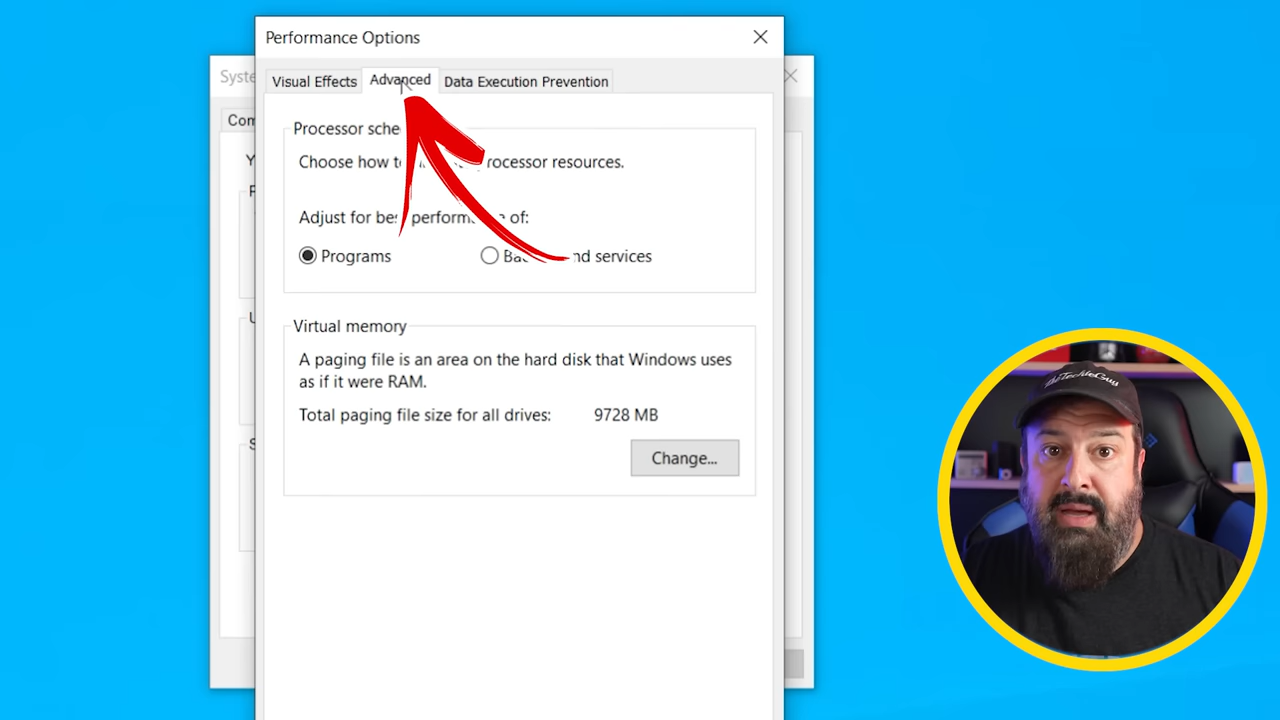 Performance Options
Syste
Visual Effects
Advanced
Data Execution Prevention
Com
Processor sche
Choose how t rocessor resources.
Y
F
Adjust for bes performa e of:
Programs
Ba nd services
U
Virtual memory
A paging file is an area on the hard disk that Windows uses
as if it were RAM.
Total paging file size for all drives: 9728 MB
S
Change...
theTechieGuy